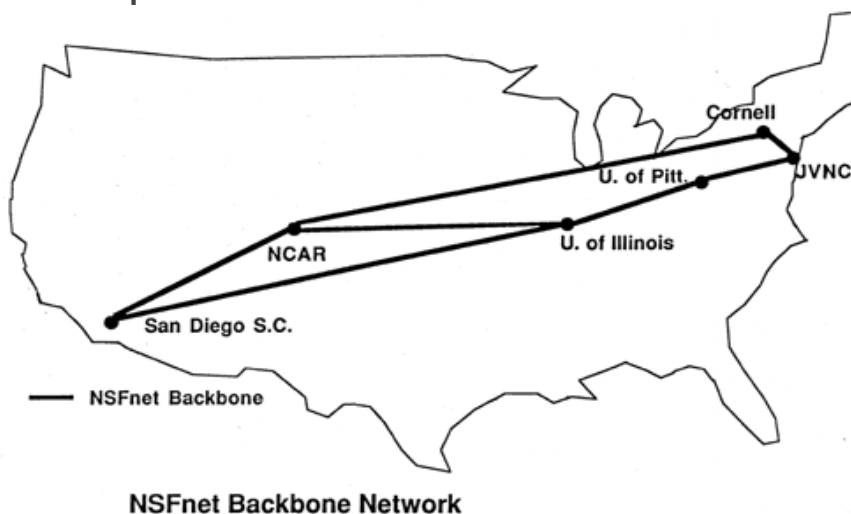 Cornell
U. of Pitt.
JVNC
NCAR
U. of Illinois
San Diego S.C.
NSFnet Backbone
NSFnet Backbone Network